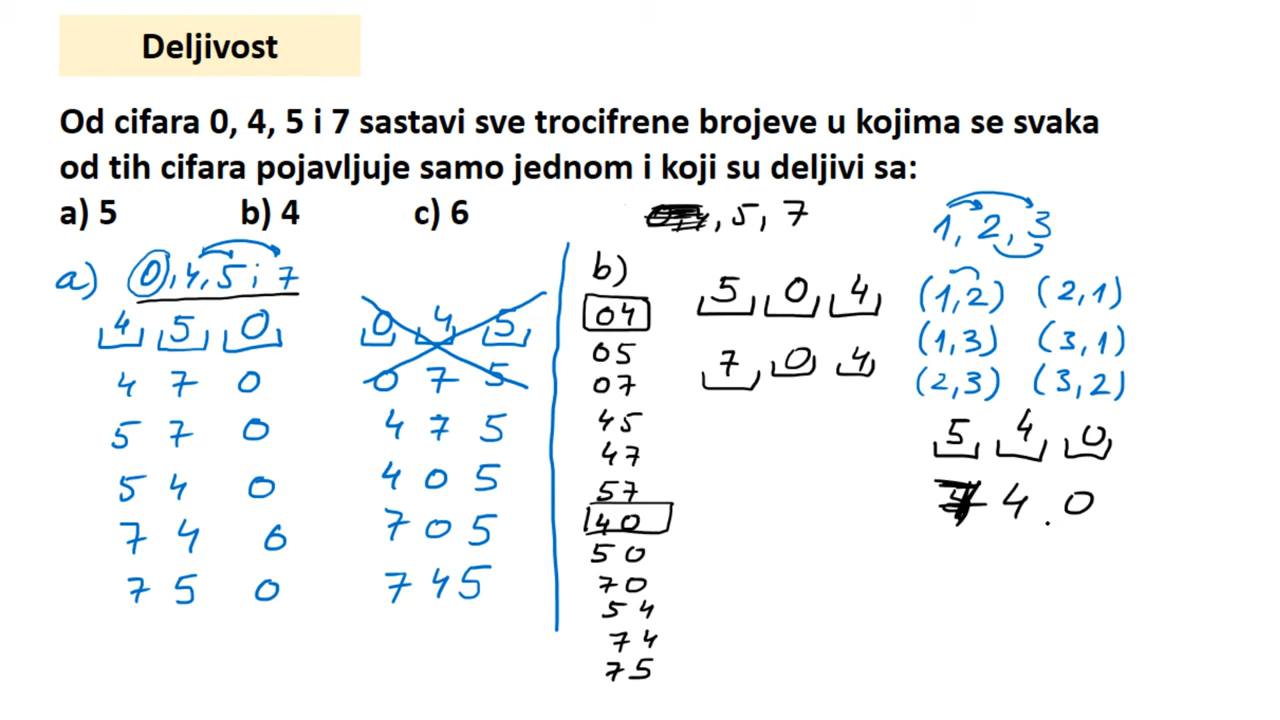 Deljivost
Od cifara 0, 4, 5 i 7 sastavi sve trocifrene brojeve u kojima se svaka
od tih cifara pojavljuje samo jednom i koji su deljivi sa:
a) 5 b) 4 c) 6
, 5, 7
1, 2, 3
a) 0, 4, 5 i 7
4 5 0
4 7 0
5 7 0
5 4 0
7 4 0
7 5 0
0 4 5
0 7 5
4 7 5
4 0 5
7 0 5
7 4 5
b)
04
05
07
45
47
57
40
50
70
54
74
75
5 0 4
7 0 4
(1,2) (2,1)
(1,3) (3,1)
(2,3) (3,2)
5 4 0
4 . 0